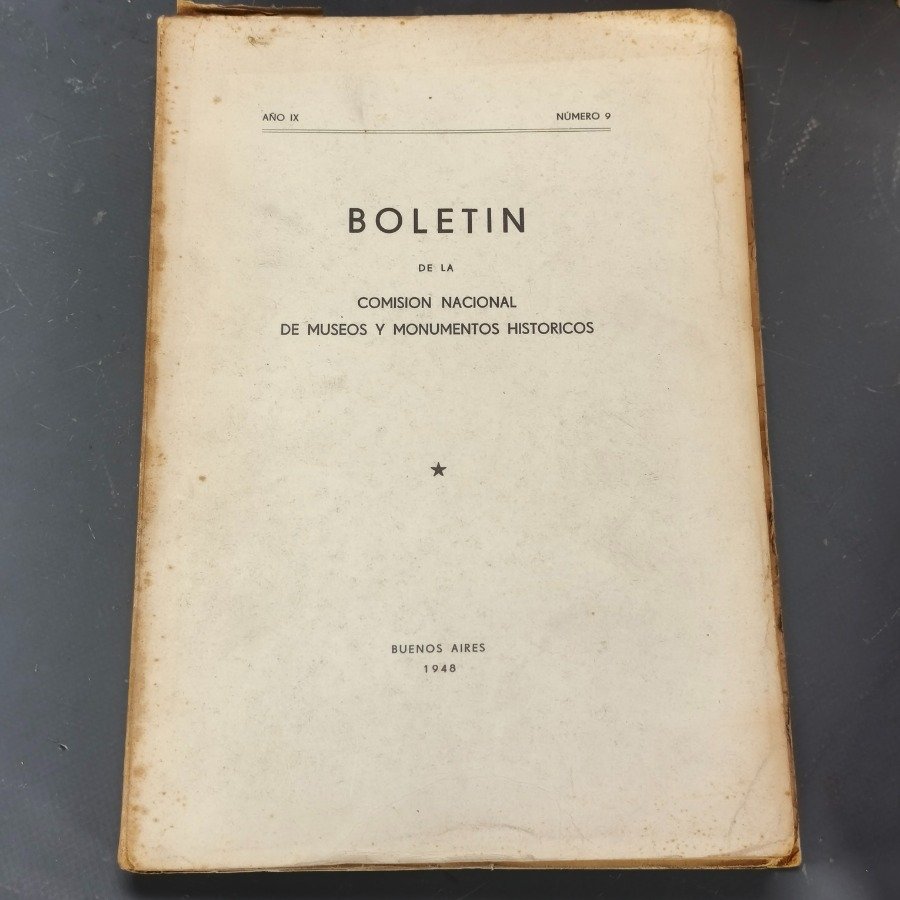 AÑO IX NÚMERO 9
BOLETIN
DE LA
COMISION NACIONAL
DE MUSEOS Y MONUMENTOS HISTORICOS
★
BUENOS AIRES
1948